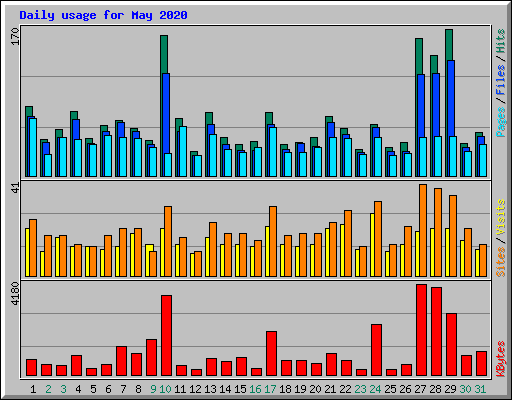 Daily usage for May 2020
170
Pages / Files / Hits
41
Sites / Visits
4180
KBytes
1 2 3 4 5 6 7 8 9 10 11 12 13 14 15 16 17 18 19 20 21 22 23 24 25 26 27 28 29 30 31